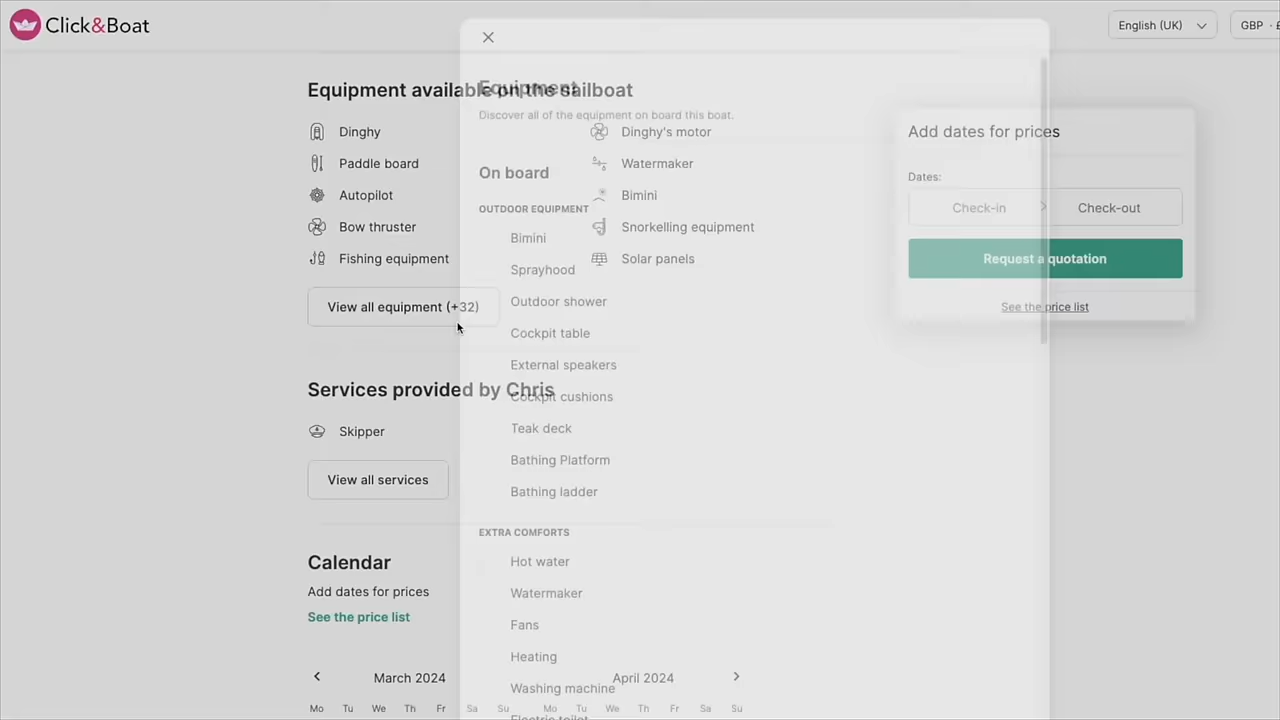 Click&Boat
English (UK)
GBP · £
Equipment available on the sailboat
Dinghy
Dinghy's motor
Paddle board
Watermaker
Autopilot
Bimini
Bow thruster
Snorkelling equipment
Fishing equipment
Solar panels
View all equipment (+32)
Services provided by Chris
Skipper
View all services
Calendar
Add dates for prices
See the price list
March 2024
April 2024
Mo Tu We Th Fr Sa Su
Mo Tu We Th Fr Sa Su
Equipment
Discover all of the equipment on board this boat.
On board
OUTDOOR EQUIPMENT
Bimini
Sprayhood
Outdoor shower
Cockpit table
External speakers
Cockpit cushions
Teak deck
Bathing Platform
Bathing ladder
EXTRA COMFORTS
Hot water
Watermaker
Fans
Heating
Washing machine
Electric toilet
Add dates for prices
Dates:
Check-in
Check-out
Request a quotation
See the price list